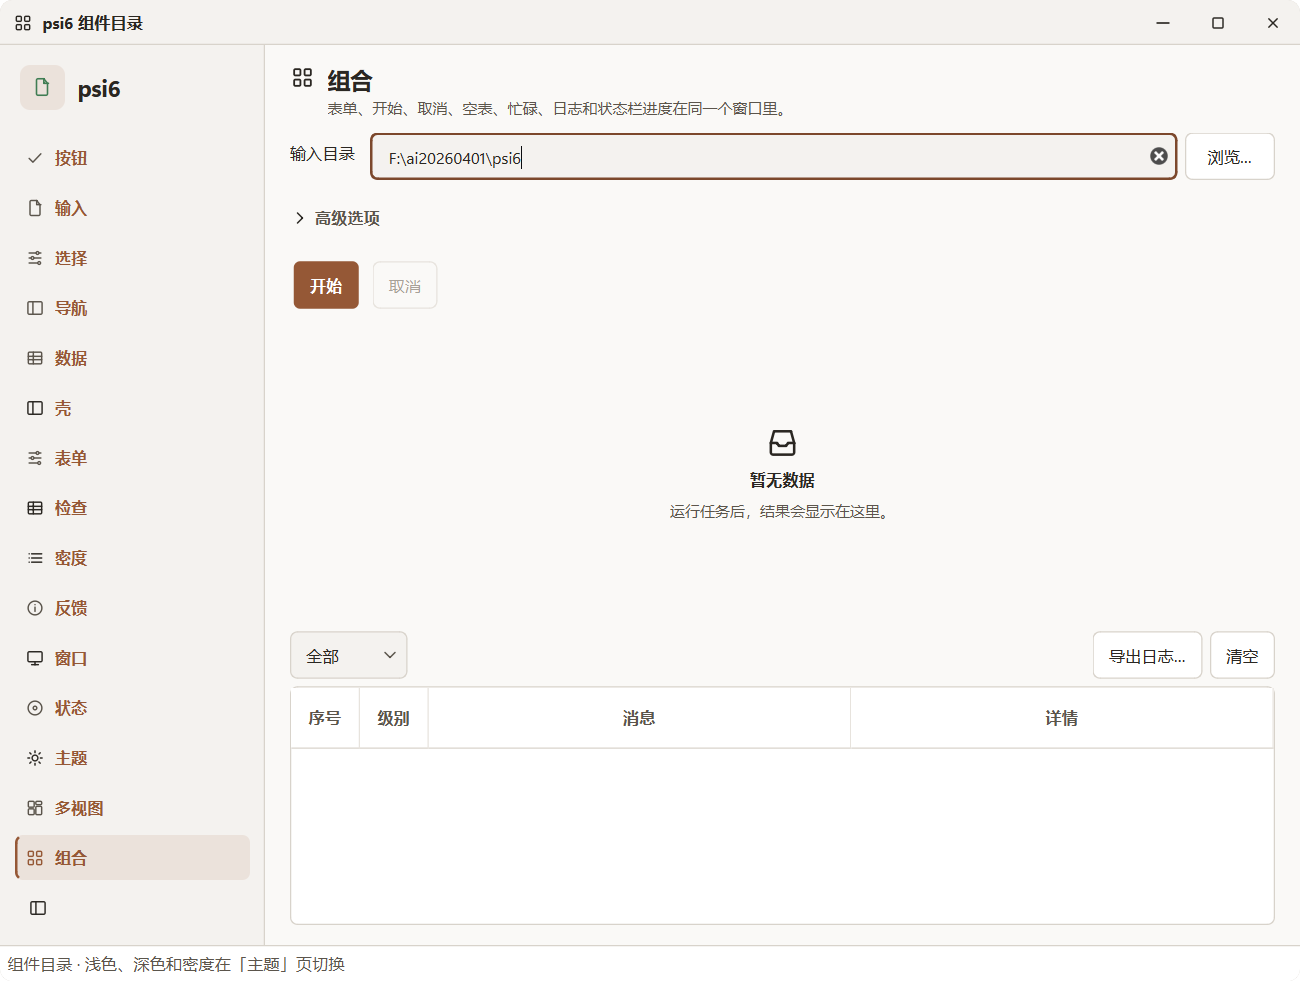 psi6 组件目录
psi6
按钮
输入
选择
导航
数据
壳
表单
检查
密度
反馈
窗口
状态
主题
多视图
组合
组合
表单、开始、取消、空表、忙碌、日志和状态栏进度在同一个窗口里。
输入目录 F:\ai20260401\psi6 浏览...
高级选项
开始 取消
暂无数据
运行任务后，结果会显示在这里。
全部 导出日志... 清空
序号 级别 消息 详情
组件目录 · 浅色、深色和密度在「主题」页切换